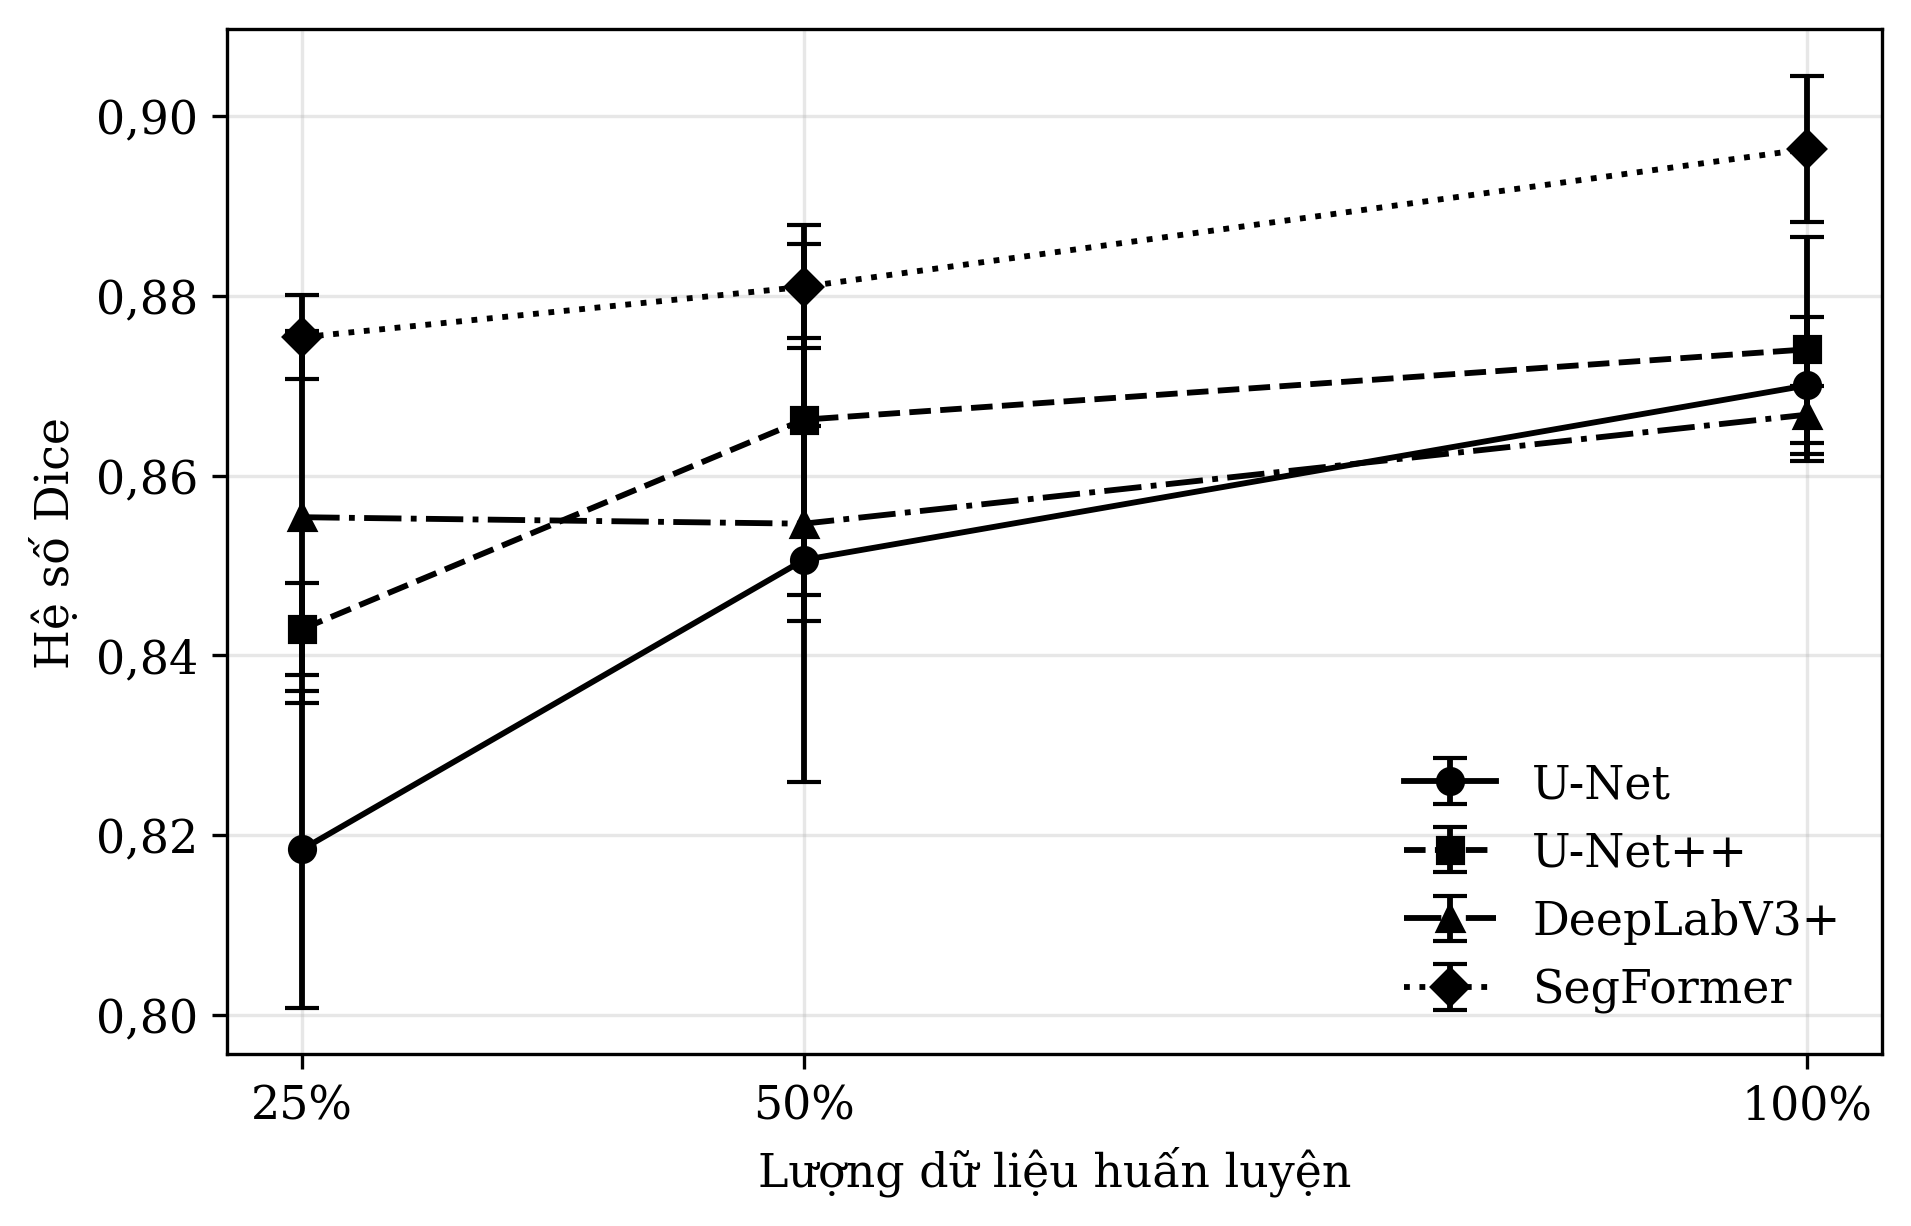 Hệ số Dice
0,90
0,88
0,86
0,84
0,82
0,80
U-Net
U-Net++
DeepLabV3+
SegFormer
25%
50%
100%
Lượng dữ liệu huấn luyện